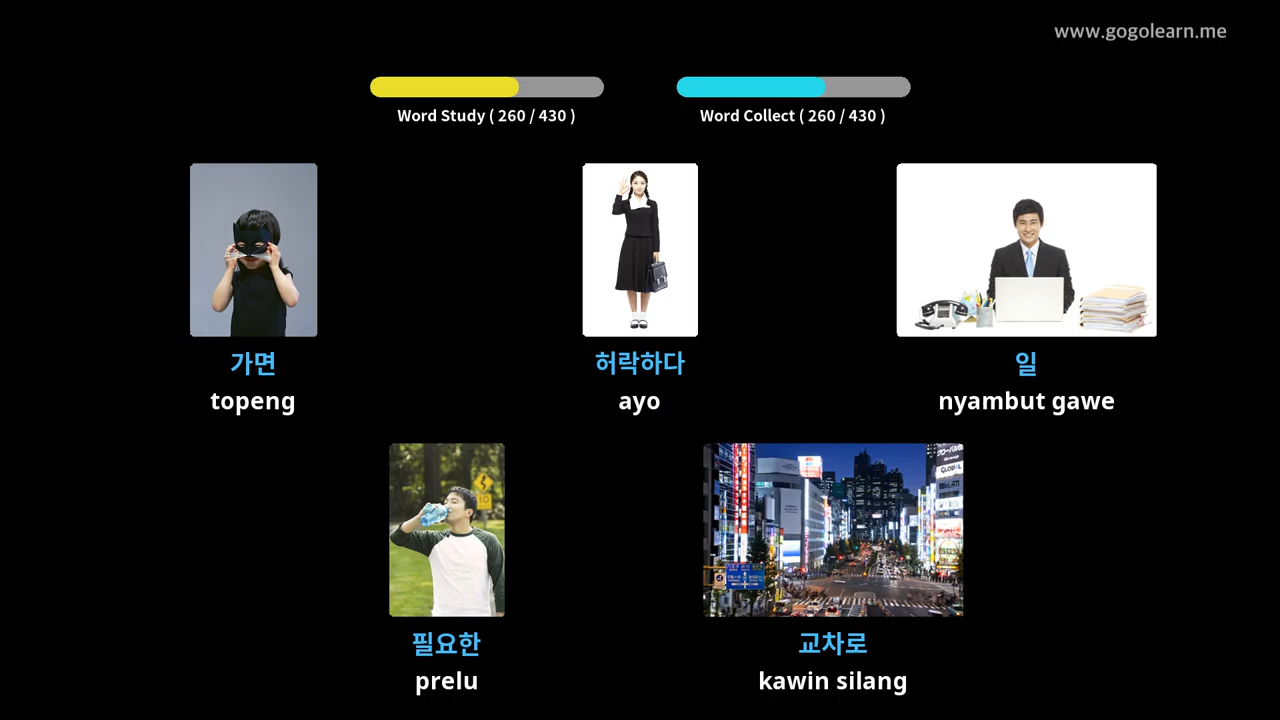 www.gogolearn.me
Word Study ( 260 / 430 )
Word Collect ( 260 / 430 )
가면
topeng
허락하다
ayo
일
nyambut gawe
필요한
prelu
교차로
kawin silang